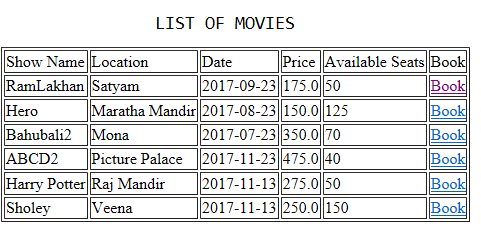 LIST OF MOVIES
Show Name Location Date Price Available Seats Book
RamLakhan Satyam 2017-09-23 175.0 50 Book
Hero Maratha Mandir 2017-08-23 150.0 125 Book
Bahubali2 Mona 2017-07-23 350.0 70 Book
ABCD2 Picture Palace 2017-11-23 475.0 40 Book
Harry Potter Raj Mandir 2017-11-13 275.0 50 Book
Sholey Veena 2017-11-13 250.0 150 Book